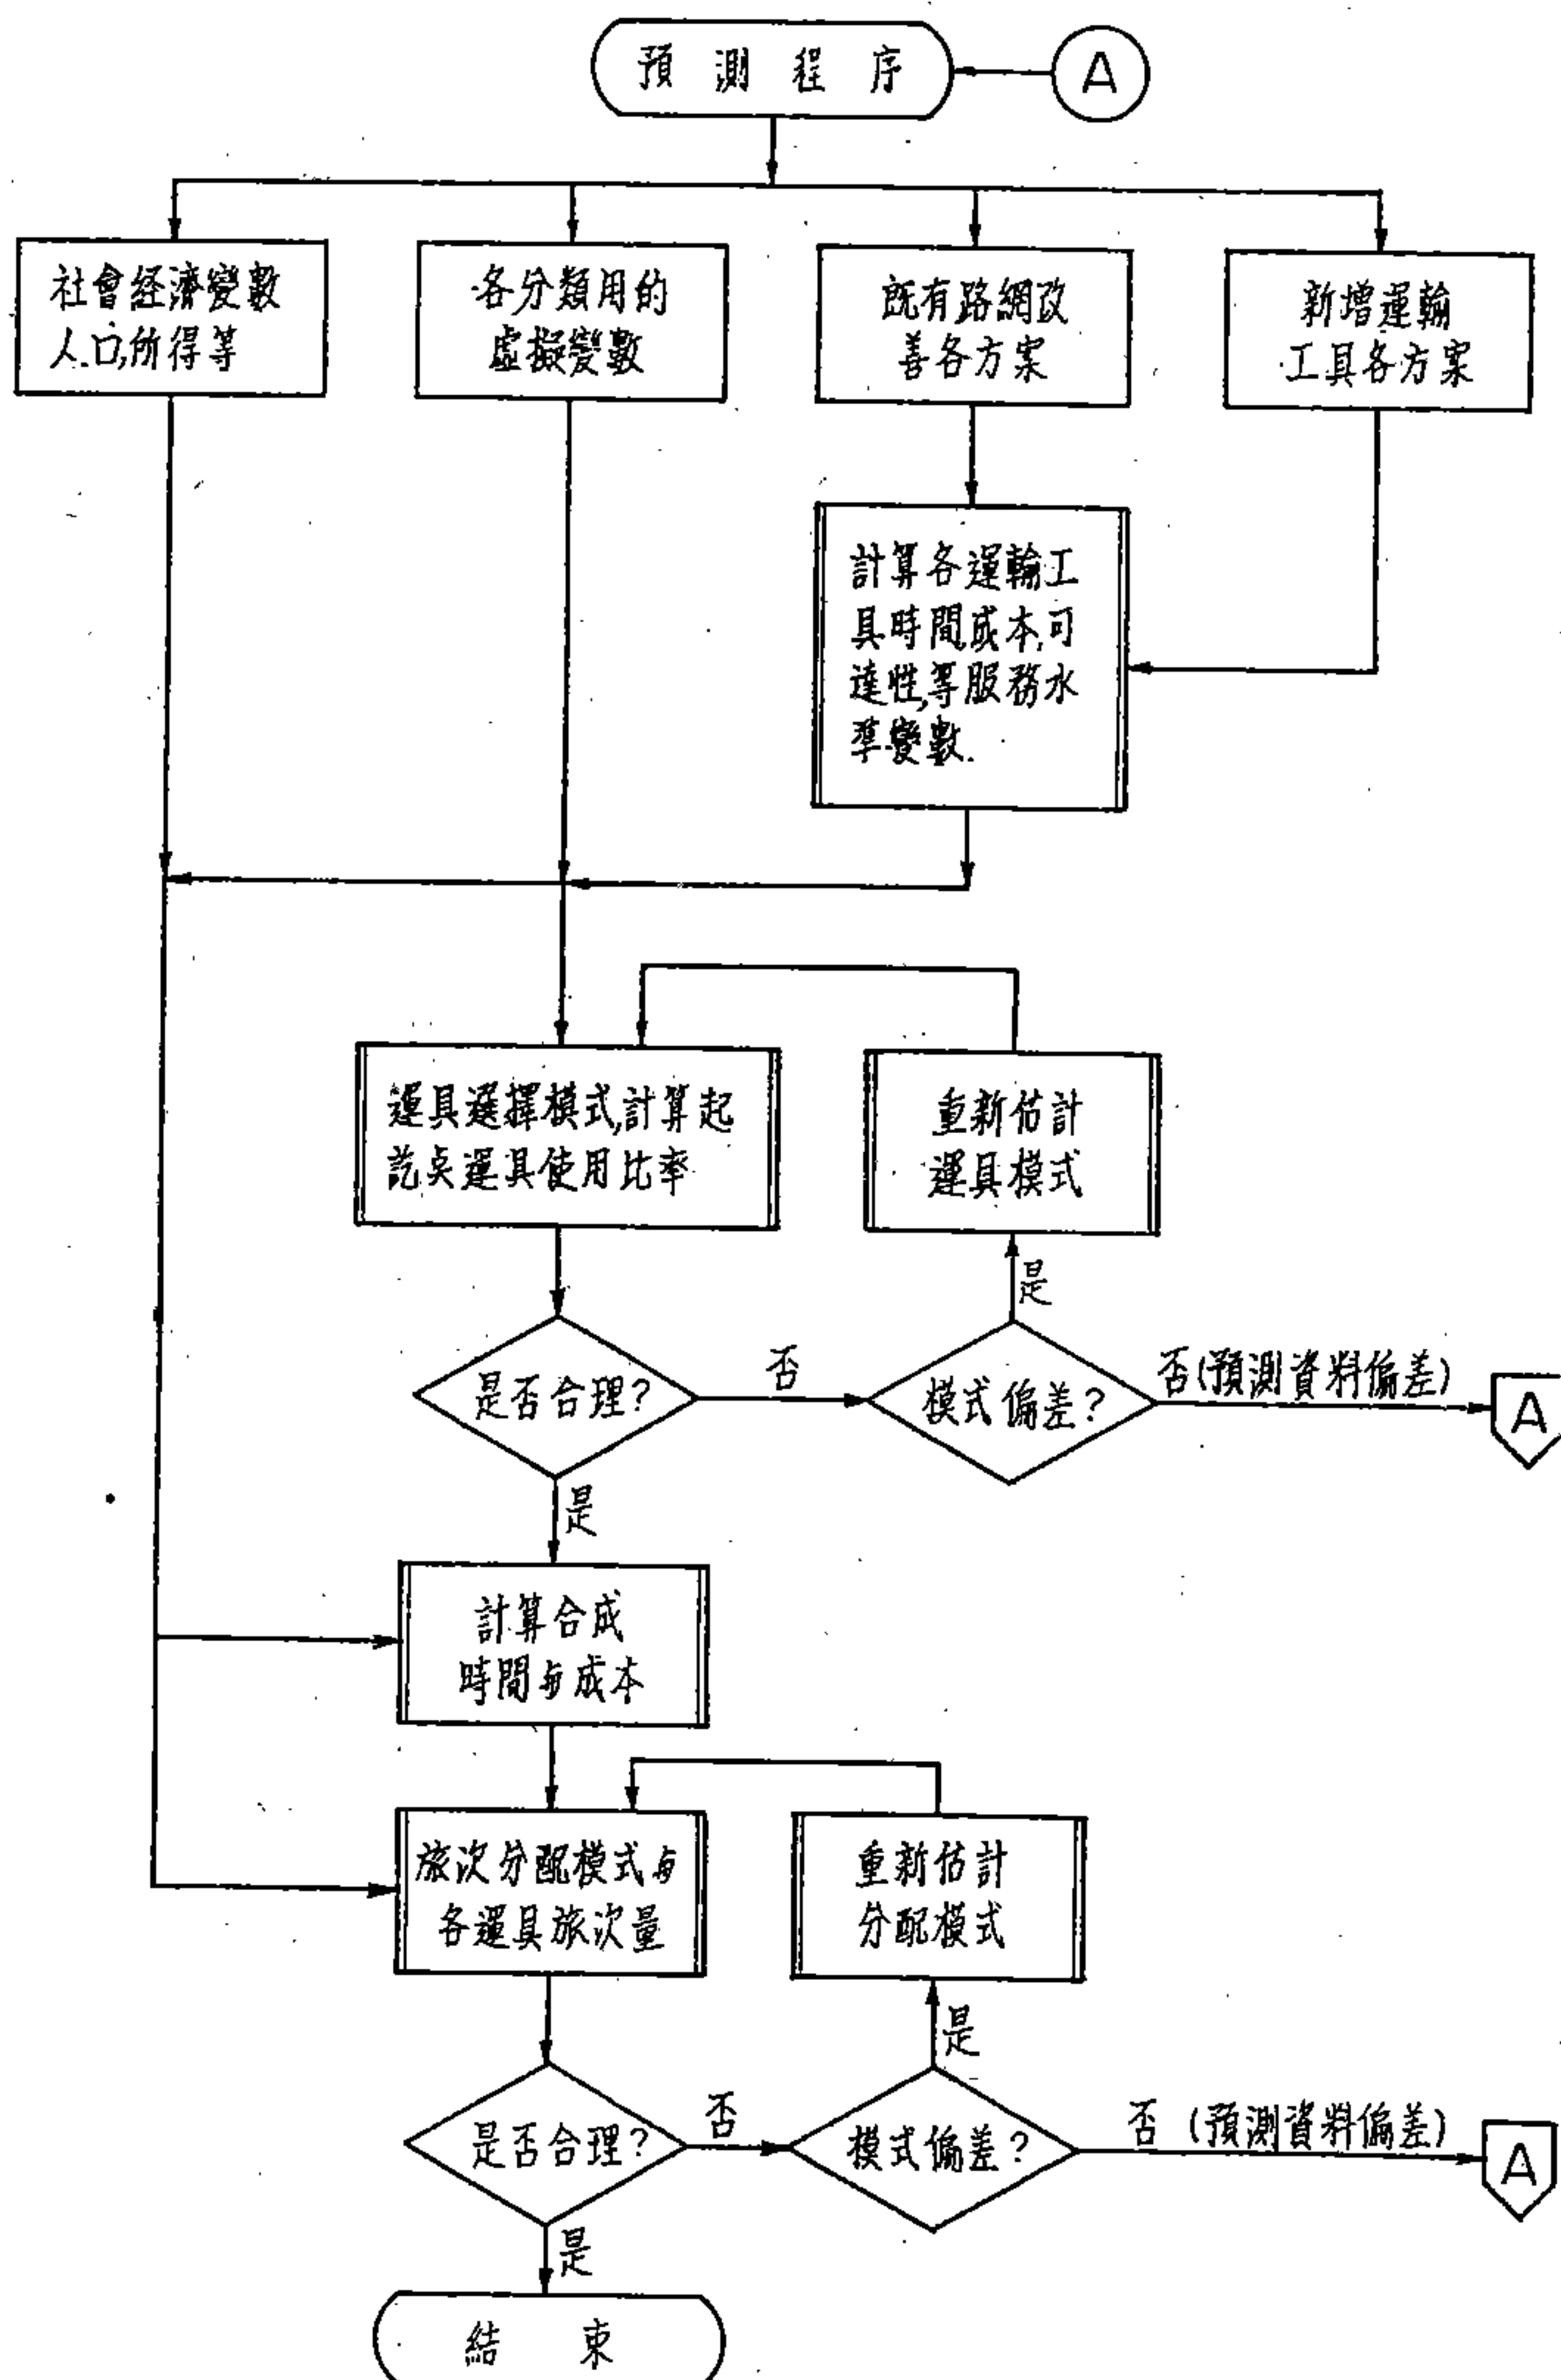 預測程序
A
社會経濟變數
人口,所得等
各分類用的
虛擬變數
既有路網改
善各方案
新增運輸
工具各方案
計算各運輸工
具時間,成本,可
達性,等服務水
準變數.
運具選擇模式,計算起
訖点運具使用比率
重新估計
運具模式
是
是否合理?
否
模式偏差?
否(預測資料偏差)
A
是
計算合成
時間与成本
旅次分配模式与
各運具旅次量
重新估計
分配模式
是
是否合理?
否
模式偏差?
否 (預測資料偏差)
A
是
結束